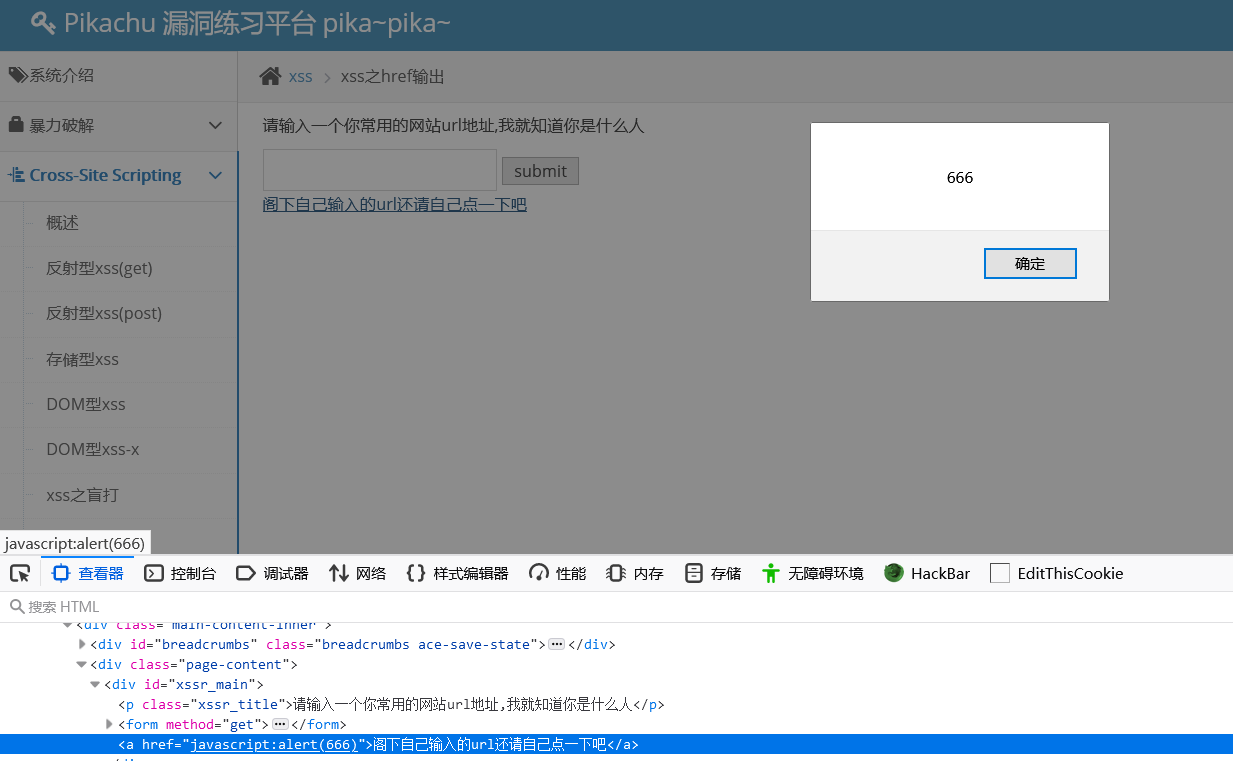 Pikachu 漏洞练习平台 pika~pika~
系统介绍
xss > xss之href输出
暴力破解
请输入一个你常用的网站url地址,我就知道你是什么人
Cross-Site Scripting
submit
阁下自己输入的url还请自己点一下吧
666
确定
概述
反射型xss(get)
反射型xss(post)
存储型xss
DOM型xss
DOM型xss-x
xss之盲打
javascript:alert(666)
查看器 控制台 调试器 网络 样式编辑器 性能 内存 存储 无障碍环境 HackBar EditThisCookie
搜索 HTML
<div class="main-content-inner">
<div id="breadcrumbs" class="breadcrumbs ace-save-state">…</div>
<div class="page-content">
<div id="xssr_main">
<p class="xssr_title">请输入一个你常用的网站url地址,我就知道你是什么人</p>
<form method="get">…</form>
<a href="javascript:alert(666)">阁下自己输入的url还请自己点一下吧</a>